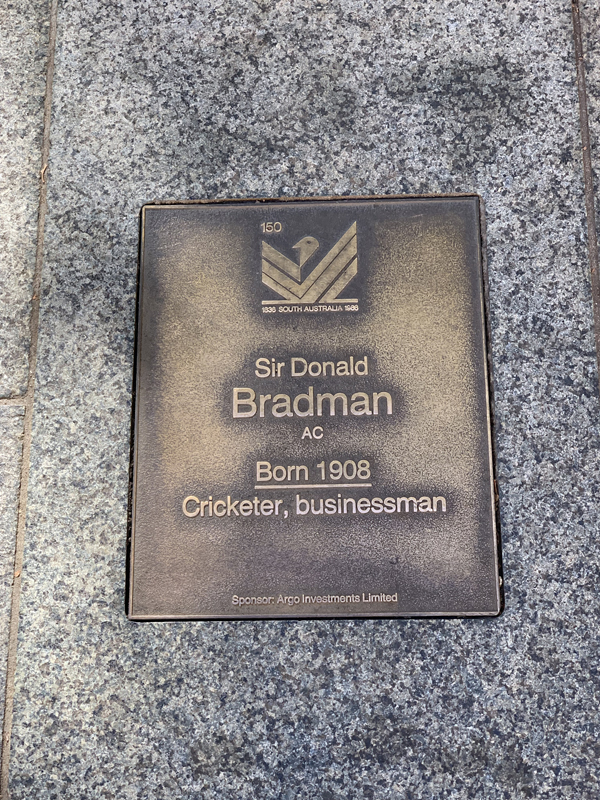 150
1836 SOUTH AUSTRALIA 1986
Sir Donald
Bradman
AC
Born 1908
Cricketer, businessman
Sponsor: Argo Investments Limited